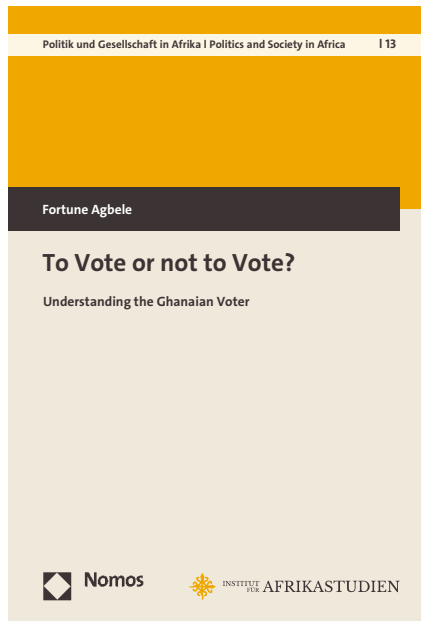 Politik und Gesellschaft in Afrika I Politics and Society in Africa I 13
Fortune Agbele
To Vote or not to Vote?
Understanding the Ghanaian Voter
Nomos
INSTITUT FÜR AFRIKASTUDIEN